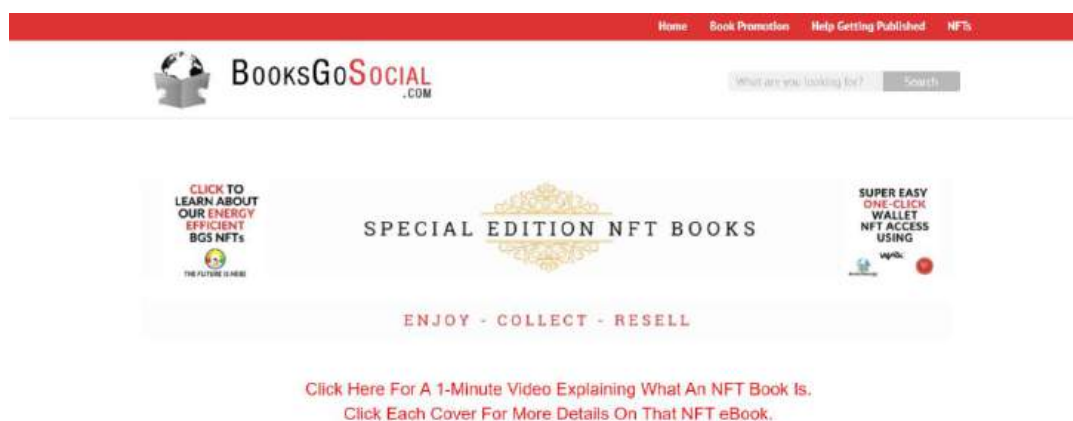 Home Book Promotion Help Getting Published NFTs
BOOKSGOSOCIAL
.COM
What are you looking for? Search
CLICK TO
LEARN ABOUT
OUR ENERGY
EFFICIENT
BGS NFTs
THE FUTURE IS HERE
SPECIAL EDITION NFT BOOKS
SUPER EASY
ONE-CLICK
WALLET
NFT ACCESS
USING
wax
ENJOY - COLLECT - RESELL
Click Here For A 1-Minute Video Explaining What An NFT Book Is.
Click Each Cover For More Details On That NFT eBook.